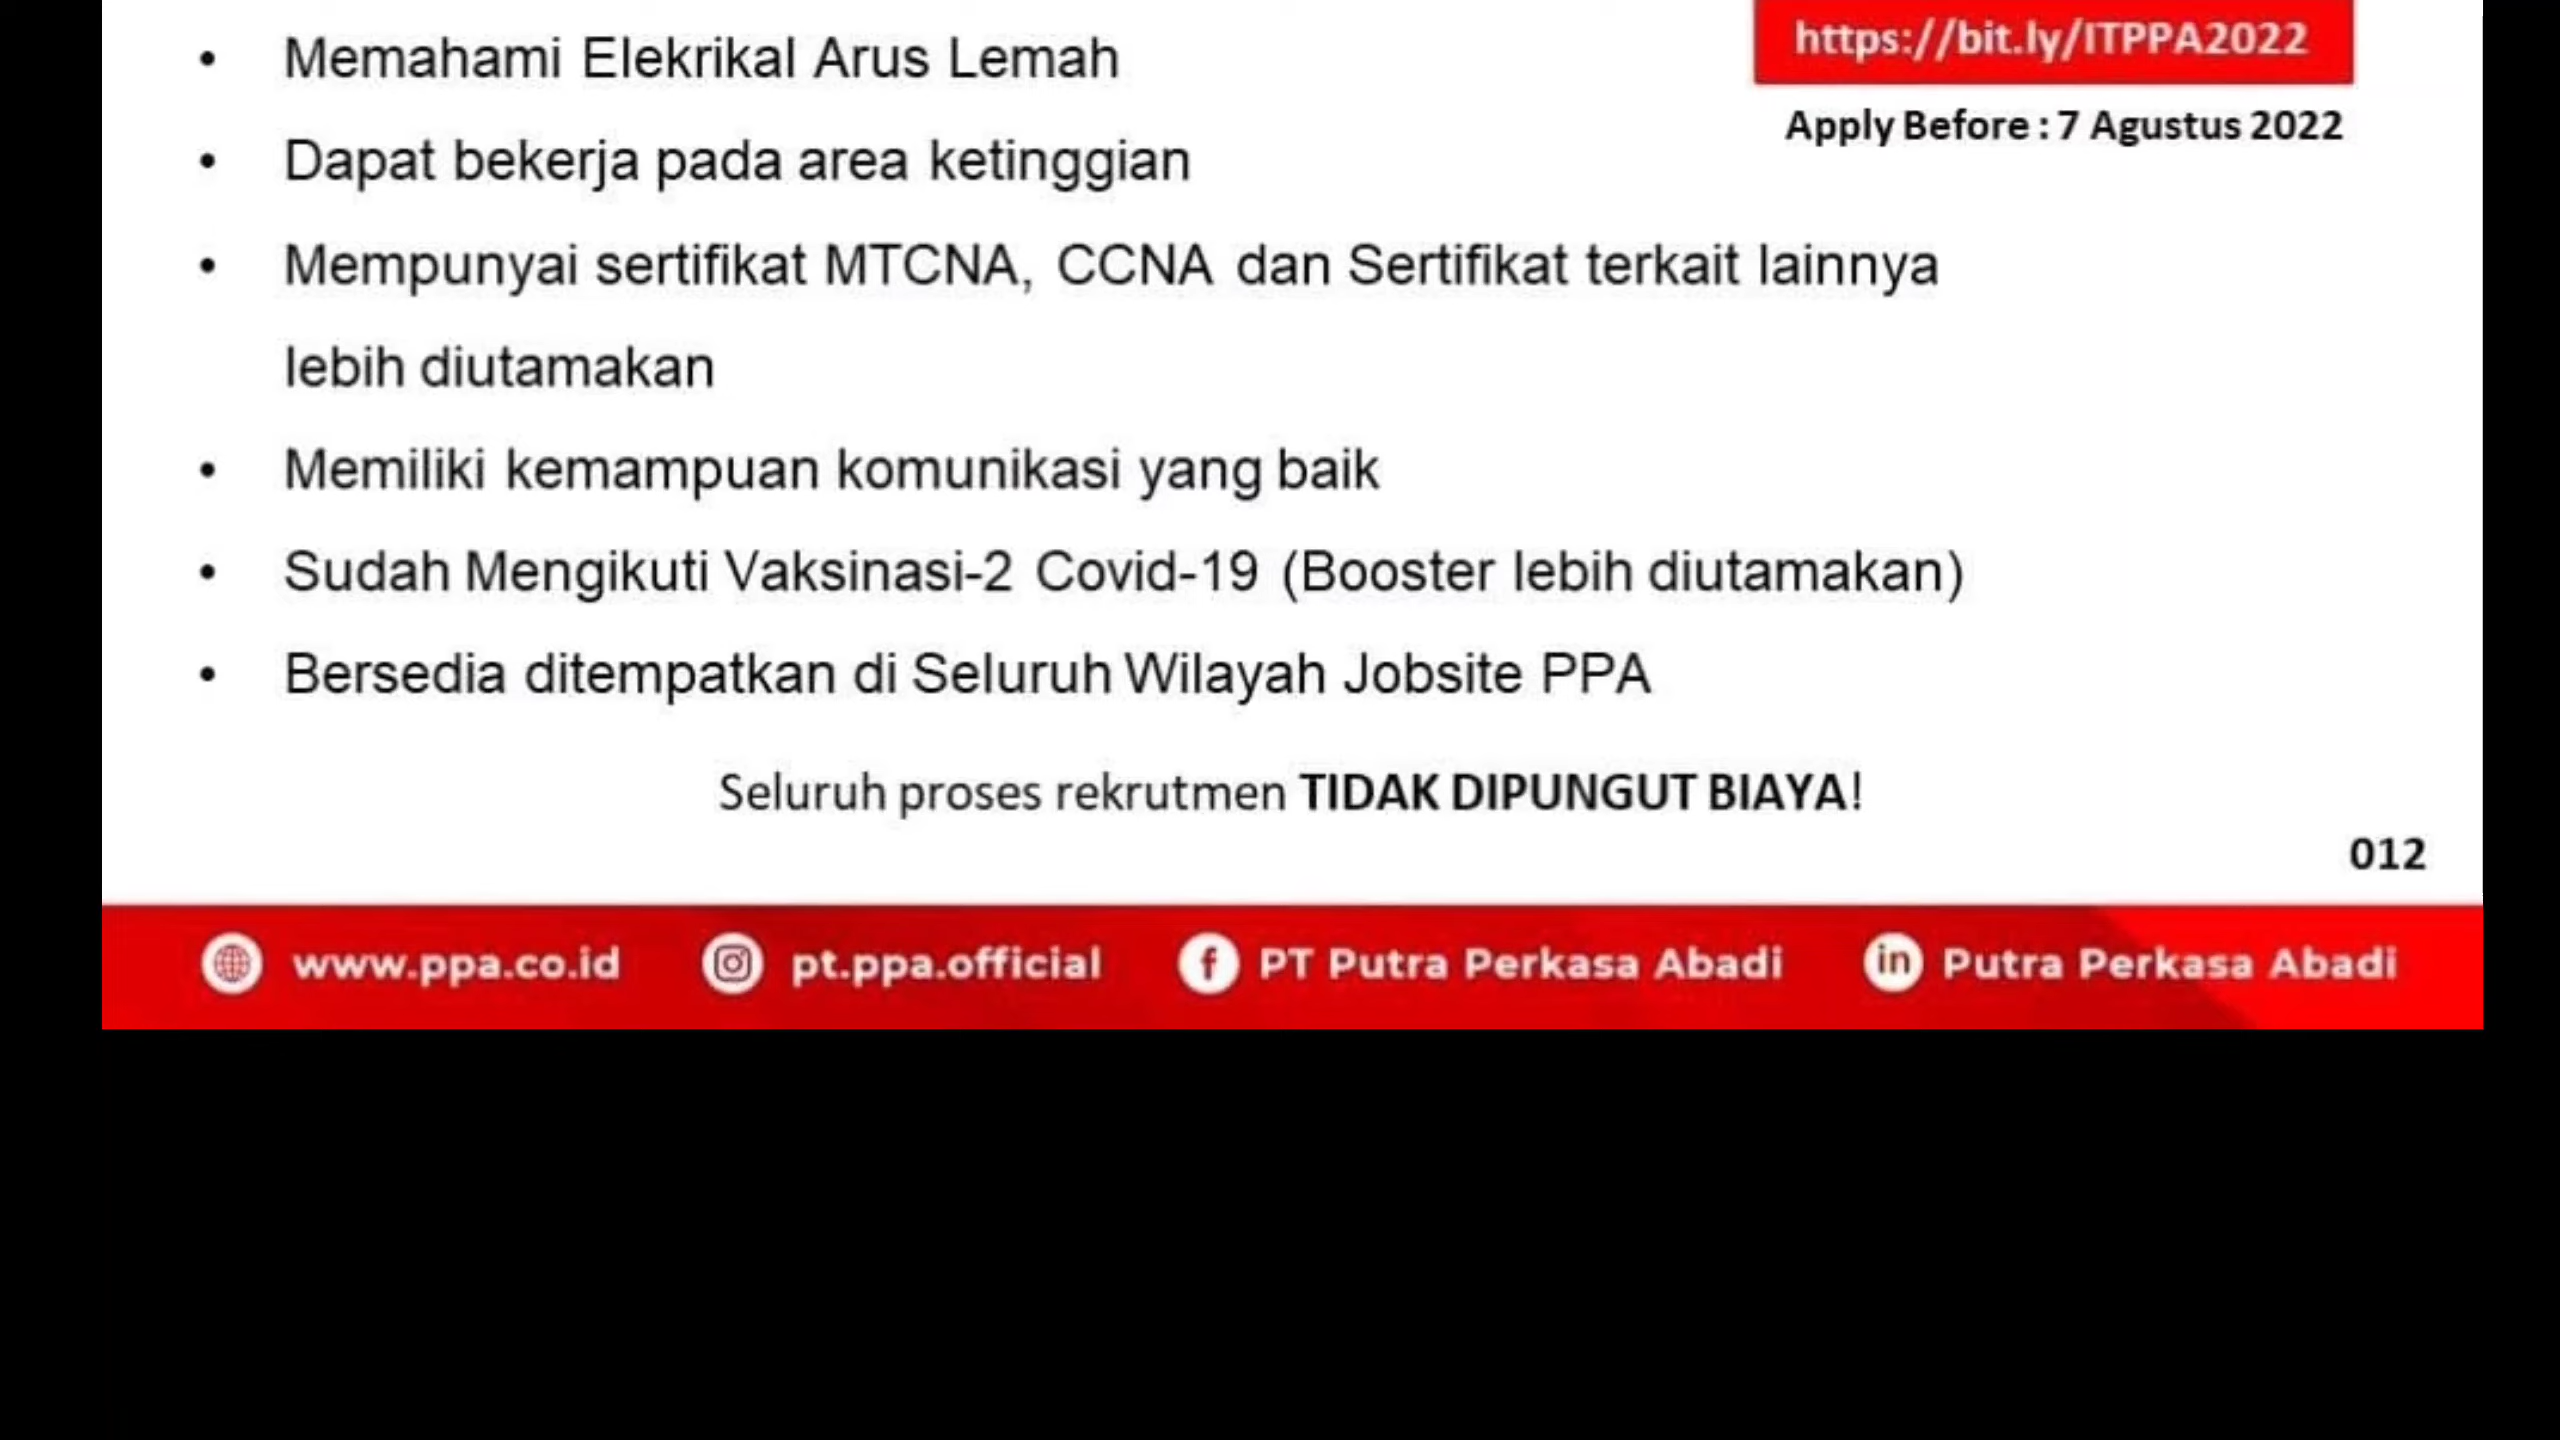 https://bit.ly/ITPPA2022
Apply Before : 7 Agustus 2022
• Memahami Elekrikal Arus Lemah
• Dapat bekerja pada area ketinggian
• Mempunyai sertifikat MTCNA, CCNA dan Sertifikat terkait lainnya
lebih diutamakan
• Memiliki kemampuan komunikasi yang baik
• Sudah Mengikuti Vaksinasi-2 Covid-19 (Booster lebih diutamakan)
• Bersedia ditempatkan di Seluruh Wilayah Jobsite PPA
Seluruh proses rekrutmen TIDAK DIPUNGUT BIAYA!
012
www.ppa.co.id pt.ppa.official PT Putra Perkasa Abadi Putra Perkasa Abadi